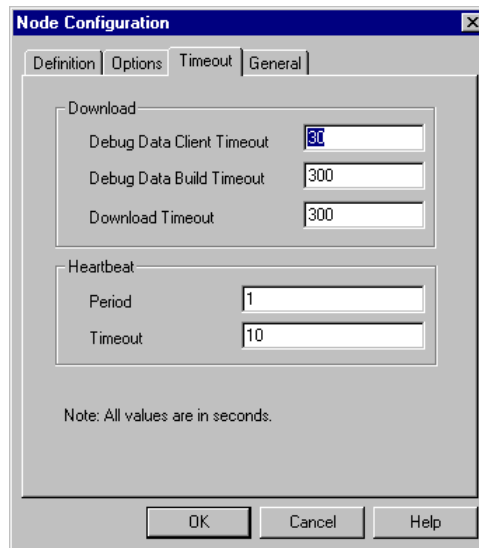 Node Configuration
Definition Options Timeout General
Download
Debug Data Client Timeout 30
Debug Data Build Timeout 300
Download Timeout 300
Heartbeat
Period 1
Timeout 10
Note: All values are in seconds.
OK Cancel Help